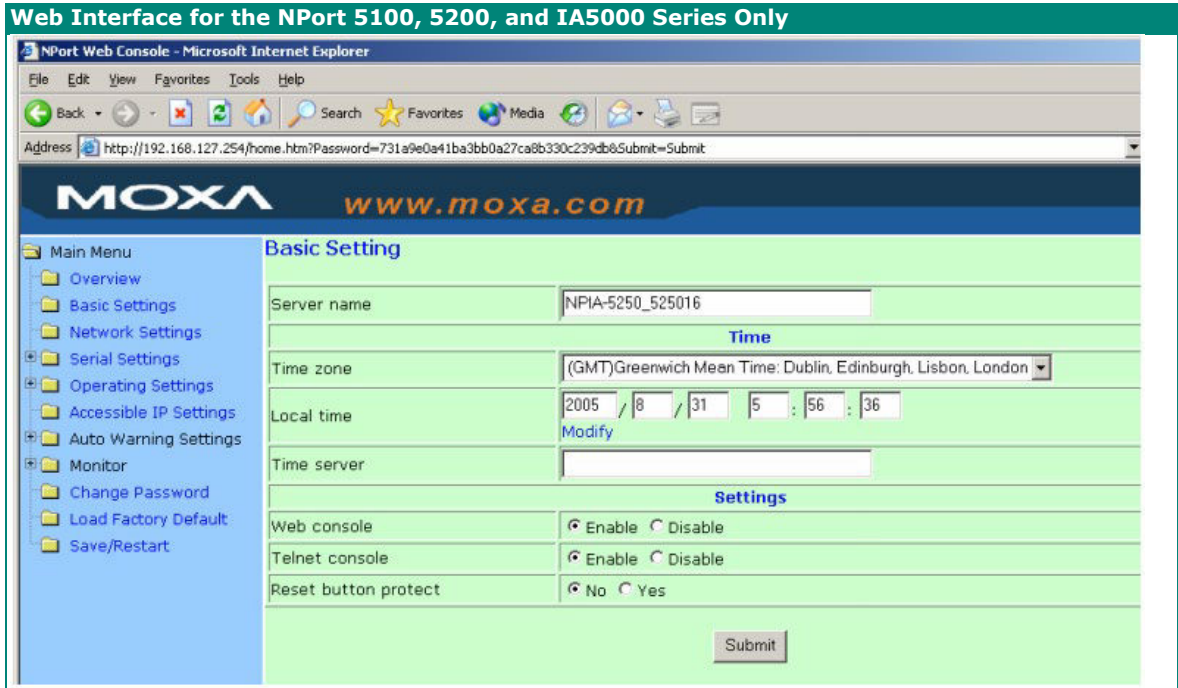 Web Interface for the NPort 5100, 5200, and IA5000 Series Only
NPort Web Console - Microsoft Internet Explorer
File Edit View Favorites Tools Help
Back Search Favorites Media
Address http://192.168.127.254/home.htm?Password=731a9e0a41ba3bb0a27ca8b330c239db&Submit=Submit
MOXA www.moxa.com
Main Menu
Overview
Basic Settings
Network Settings
Serial Settings
Operating Settings
Accessible IP Settings
Auto Warning Settings
Monitor
Change Password
Load Factory Default
Save/Restart
Basic Setting
Server name NPIA-5250_525016
Time
Time zone (GMT)Greenwich Mean Time: Dublin, Edinburgh, Lisbon, London
Local time 2005 / 8 / 31 5 : 56 : 36
Modify
Time server
Settings
Web console Enable Disable
Telnet console Enable Disable
Reset button protect No Yes
Submit